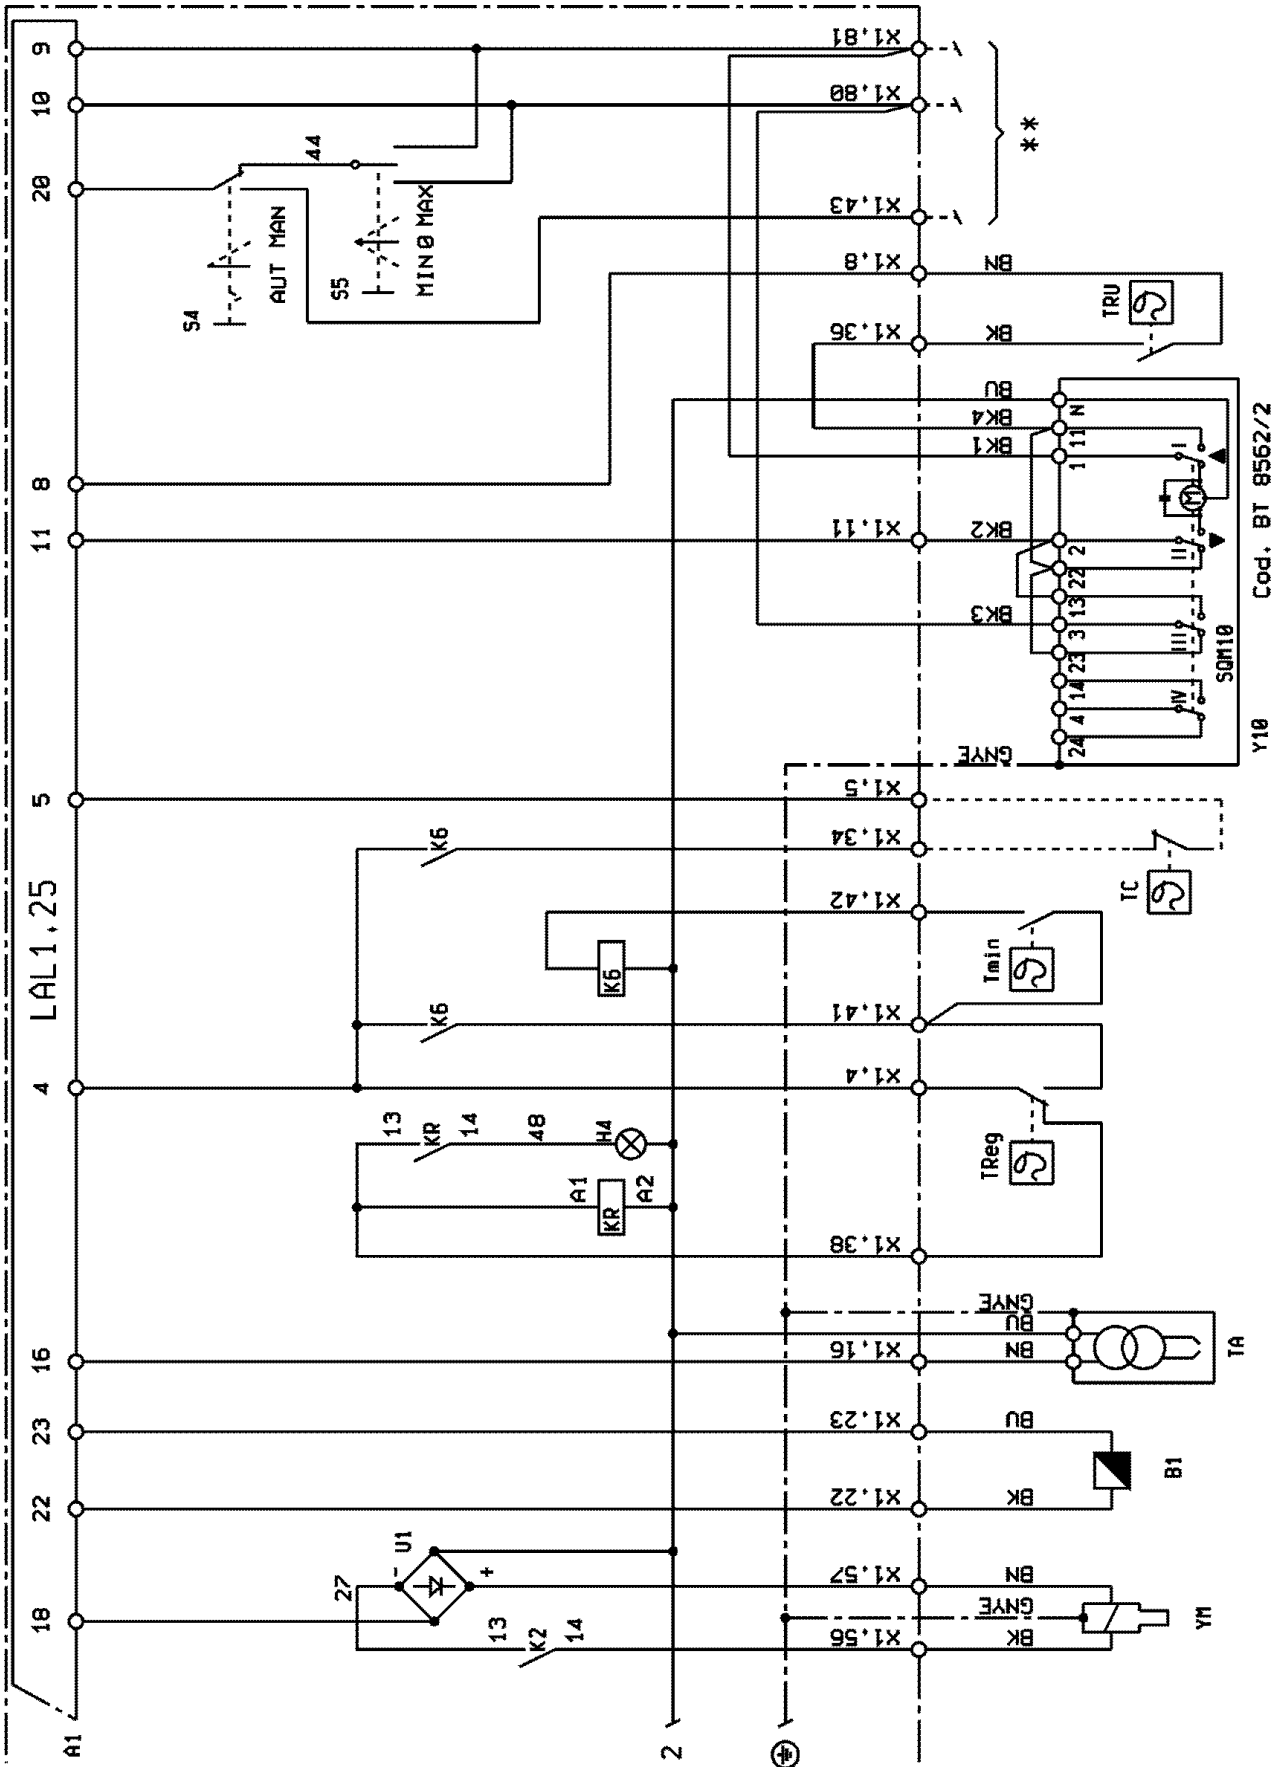 9
X1.81
10
X1.80
**
44
20
X1.43
AUT MAN
MIN 0 MAX
S5
S4
X1.8
BN
TRU
X1.36
BK
BU
N
BK4
11
I
BK1
1
M
8
11
X1.11
BK2
2
II
22
13
BK3
3
III
23
14
IV
4
24
SQM10
Cod. BT 8562/2
Y10
GNYE
5
X1.5
K6
X1.34
TC
LAL1.25
X1.42
Tmin
K6
K6
X1.41
4
X1.4
13
KR
14
48
H4
TReg
A1
KR
A2
X1.38
GNYE
BU
16
X1.16
BN
TA
23
X1.23
BU
B1
22
X1.22
BK
U1
-
+
27
X1.57
BN
18
GNYE
YM
13
K2
14
X1.56
BK
A1
2